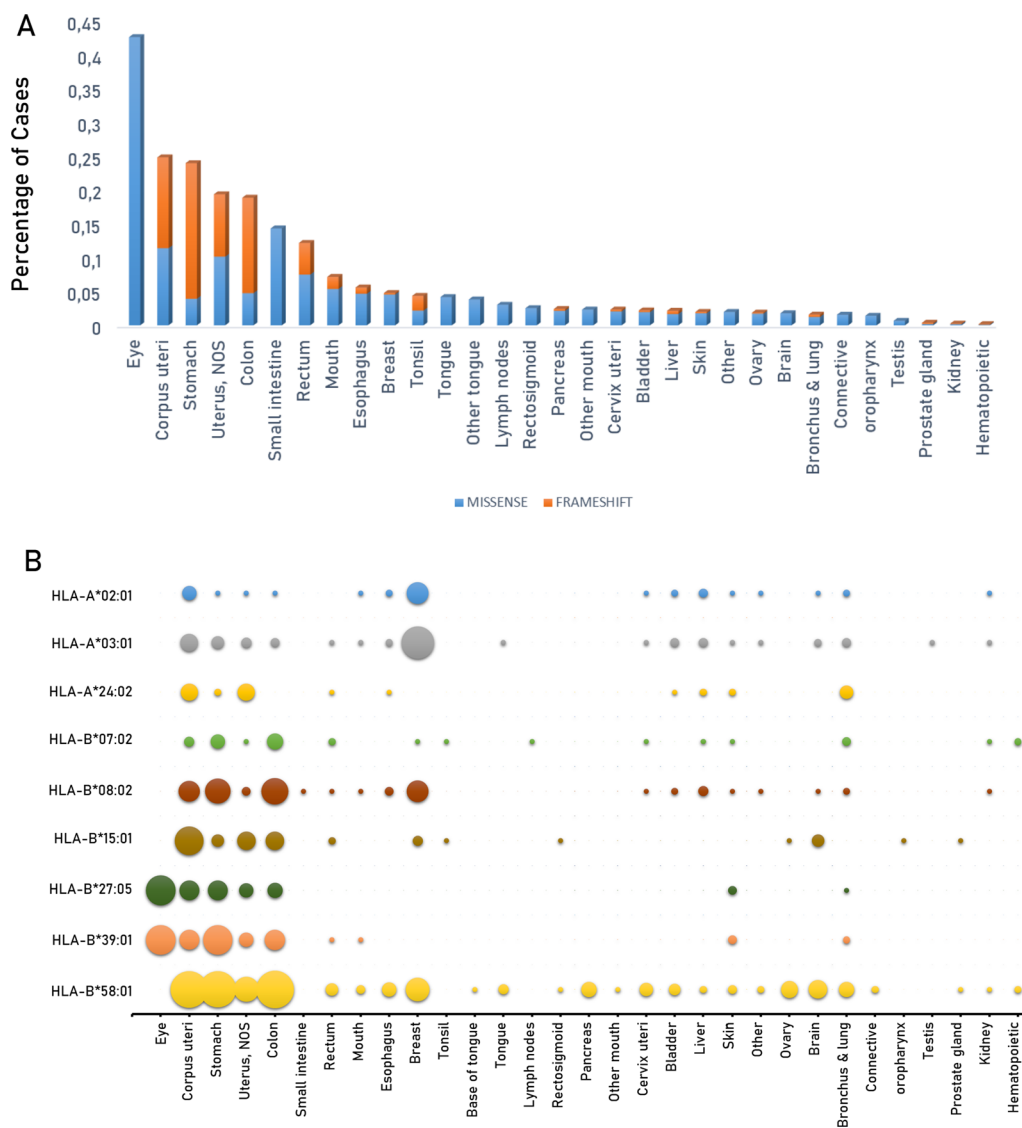 A
Percentage of Cases
0,45
0,4
0,35
0,3
0,25
0,2
0,15
0,1
0,05
0
Eye
Corpus uteri
Stomach
Uterus, NOS
Colon
Small intestine
Rectum
Mouth
Esophagus
Breast
Tonsil
Tongue
Other tongue
Lymph nodes
Rectosigmoid
Pancreas
Other mouth
Cervix uteri
Bladder
Liver
Skin
Other
Ovary
Brain
Bronchus & lung
Connective
oropharynx
Testis
Prostate gland
Kidney
Hematopoietic
MISSENSE FRAMESHIFT
B
HLA-A*02:01
HLA-A*03:01
HLA-A*24:02
HLA-B*07:02
HLA-B*08:02
HLA-B*15:01
HLA-B*27:05
HLA-B*39:01
HLA-B*58:01
Eye
Corpus uteri
Stomach
Uterus, NOS
Colon
Small intestine
Rectum
Mouth
Esophagus
Breast
Tonsil
Base of tongue
Tongue
Lymph nodes
Rectosigmoid
Pancreas
Other mouth
Cervix uteri
Bladder
Liver
Skin
Other
Ovary
Brain
Bronchus & lung
Connective
oropharynx
Testis
Prostate gland
Kidney
Hematopoietic